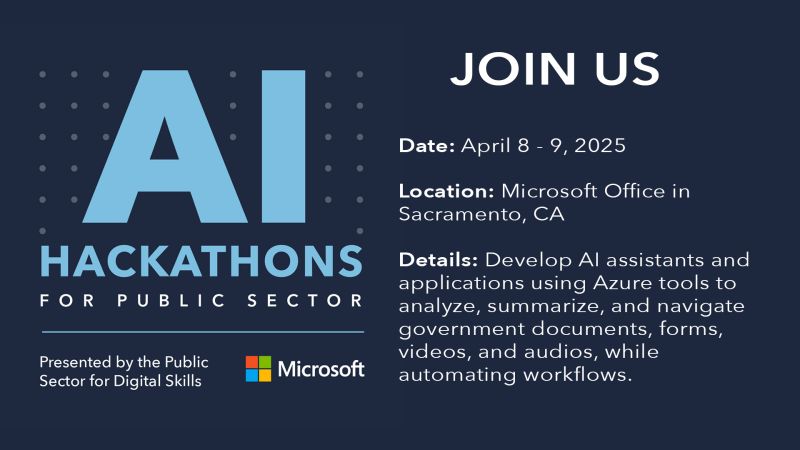 AI
HACKATHONS
FOR PUBLIC SECTOR
Presented by the Public
Sector for Digital Skills
Microsoft
JOIN US
Date: April 8 - 9, 2025
Location: Microsoft Office in
Sacramento, CA
Details: Develop AI assistants and
applications using Azure tools to
analyze, summarize, and navigate
government documents, forms,
videos, and audios, while
automating workflows.